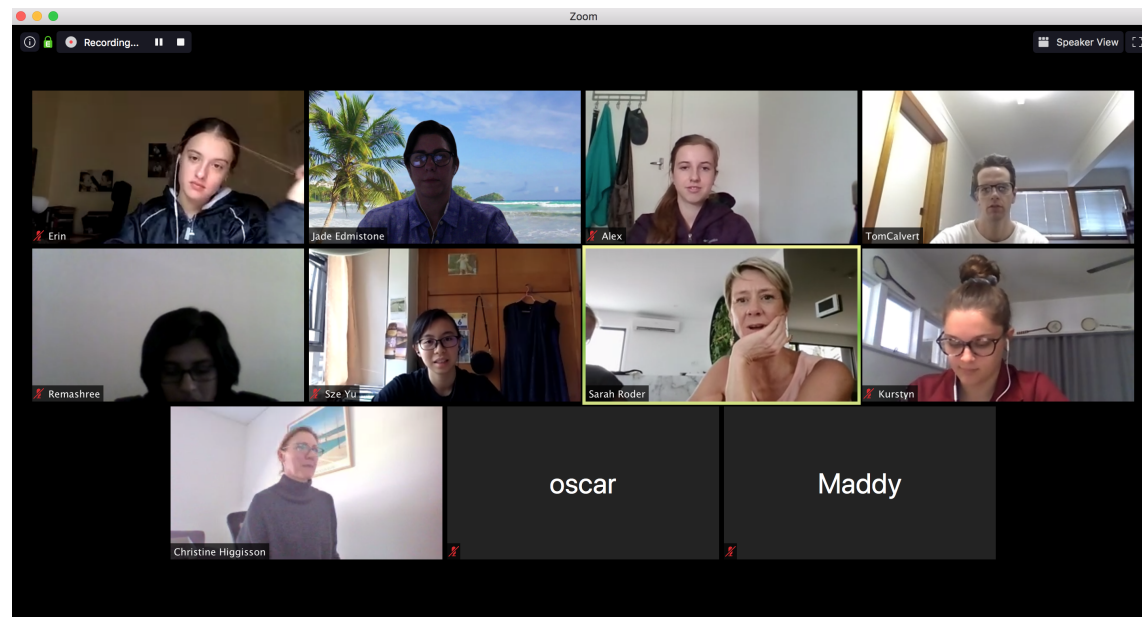 Zoom
Recording...
Speaker View
Erin
Jade Edmistone
Alex
TomCalvert
Remashree
Sze Yu
Sarah Roder
Kurstyn
Christine Higgisson
oscar
Maddy